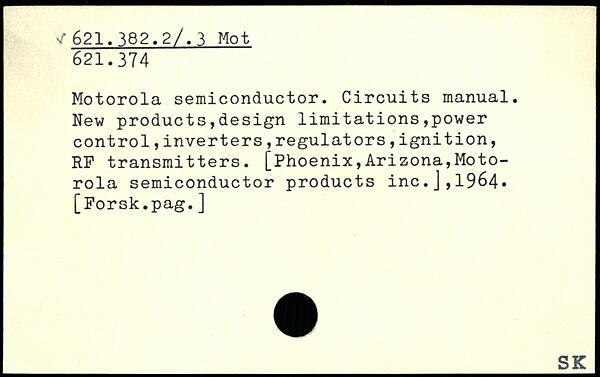 √ 621.382.2/.3 Mot
621.374
Motorola semiconductor. Circuits manual.
New products,design limitations,power
control,inverters,regulators,ignition,
RF transmitters. [Phoenix,Arizona,Moto-
rola semiconductor products inc.],1964.
[Forsk.pag.]
SK